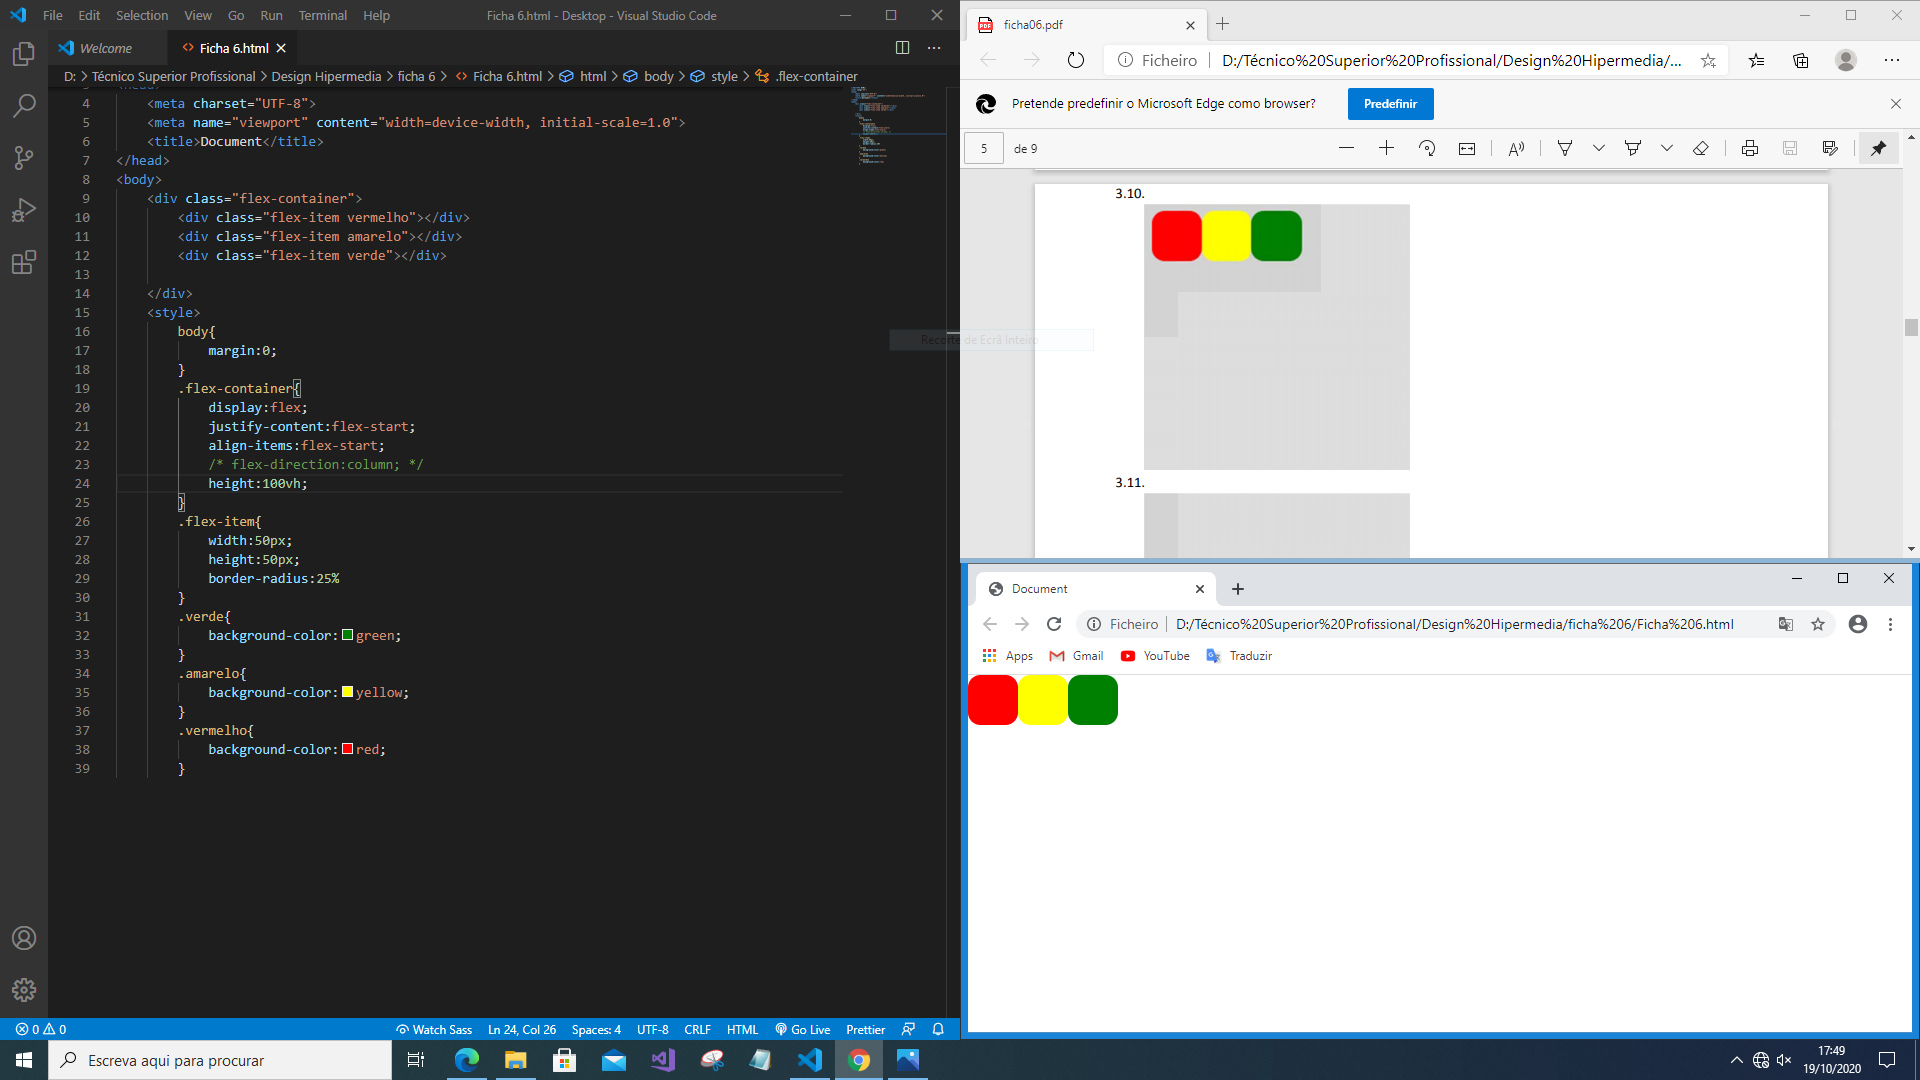 File Edit Selection View Go Run Terminal Help
Ficha 6.html - Desktop - Visual Studio Code
Welcome
Ficha 6.html
D: > Técnico Superior Profissional > Design Hipermedia > ficha 6 > Ficha 6.html > html > body > style > .flex-container
4 <meta charset="UTF-8">
5 <meta name="viewport" content="width=device-width, initial-scale=1.0">
6 <title>Document</title>
7 </head>
8 <body>
9 <div class="flex-container">
10 <div class="flex-item vermelho"></div>
11 <div class="flex-item amarelo"></div>
12 <div class="flex-item verde"></div>
13
14 </div>
15 <style>
16 body{
17 margin:0;
18 }
19 .flex-container{
20 display:flex;
21 justify-content:flex-start;
22 align-items:flex-start;
23 /* flex-direction:column; */
24 height:100vh;
25 }
26 .flex-item{
27 width:50px;
28 height:50px;
29 border-radius:25%
30 }
31 .verde{
32 background-color:green;
33 }
34 .amarelo{
35 background-color:yellow;
36 }
37 .vermelho{
38 background-color:red;
39 }
0 0
Watch Sass Ln 24, Col 26 Spaces: 4 UTF-8 CRLF HTML Go Live Prettier
ficha06.pdf
Ficheiro D:/Técnico%20Superior%20Profissional/Design%20Hipermedia/...
Pretende predefinir o Microsoft Edge como browser? Predefinir
5 de 9
3.10.
Recorte de Ecrã Inteiro
3.11.
Document
Ficheiro D:/Técnico%20Superior%20Profissional/Design%20Hipermedia/ficha%206/Ficha%206.html
Apps Gmail YouTube Traduzir
Escreva aqui para procurar
17:49
19/10/2020